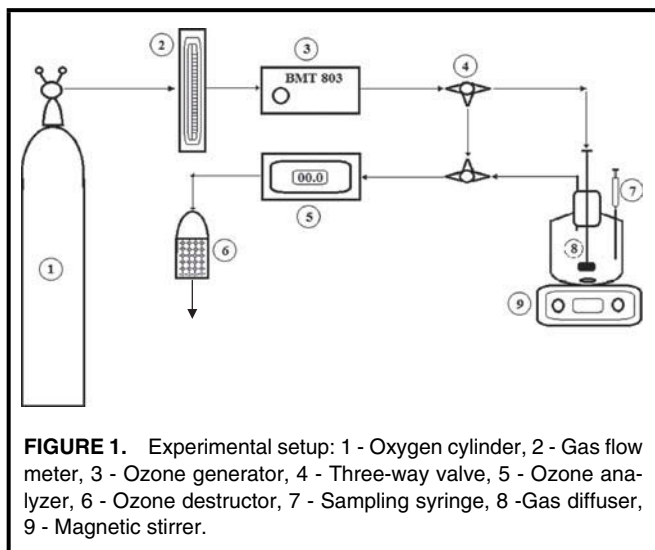 2
3
BMT 803
4
00.0
5
7
8
6
1
9
FIGURE 1. Experimental setup: 1 - Oxygen cylinder, 2 - Gas flow
meter, 3 - Ozone generator, 4 - Three-way valve, 5 - Ozone ana-
lyzer, 6 - Ozone destructor, 7 - Sampling syringe, 8 -Gas diffuser,
9 - Magnetic stirrer.